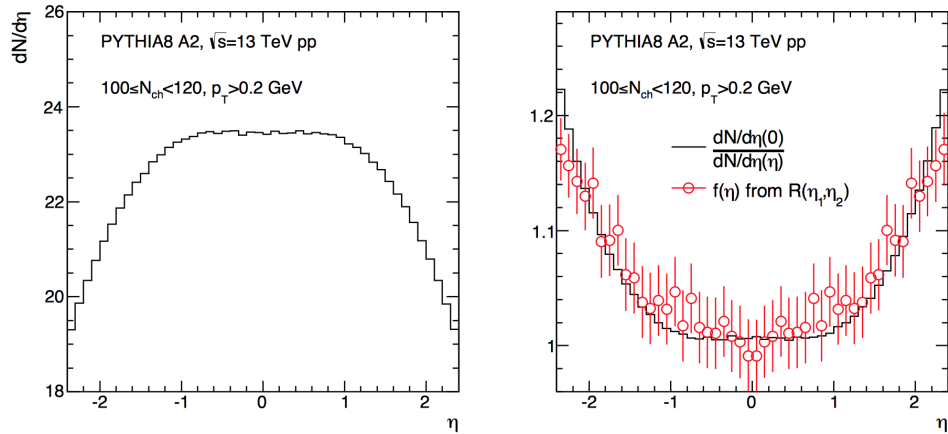 dN/dη
26
24
22
20
18
PYTHIA8 A2, √s=13 TeV pp
100≤N_ch<120, p_T>0.2 GeV
-2 -1 0 1 2
η
1.2
1.1
1
PYTHIA8 A2, √s=13 TeV pp
100≤N_ch<120, p_T>0.2 GeV
dN/dη(0)
dN/dη(η)
f(η) from R(η_1,η_2)
-2 -1 0 1 2
η